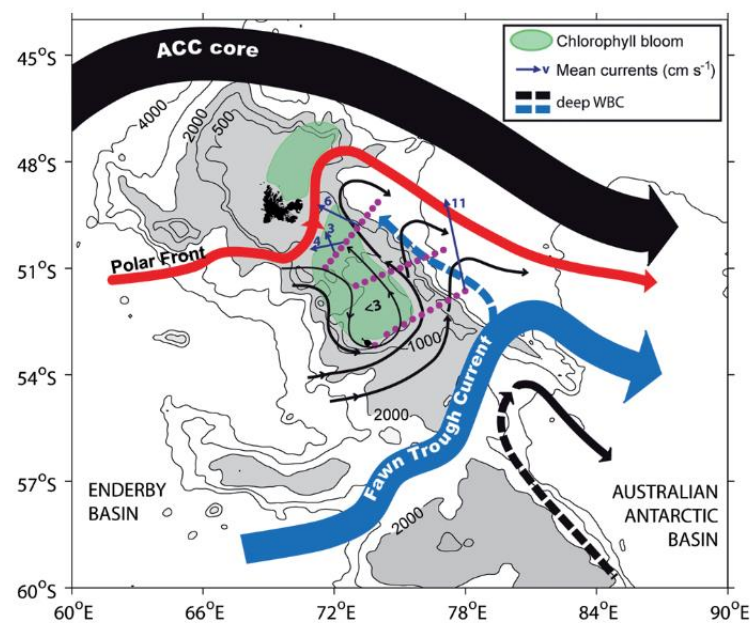 45°S
48°S
51°S
54°S
57°S
60°S
60°E
66°E
72°E
78°E
84°E
90°E
ACC core
Chlorophyll bloom
v Mean currents (cm s⁻¹)
deep WBC
4000
2000
500
6
3
4
11
Polar Front
<3
1000
2000
Fawn Trough Current
ENDERBY
BASIN
2000
AUSTRALIAN
ANTARCTIC
BASIN